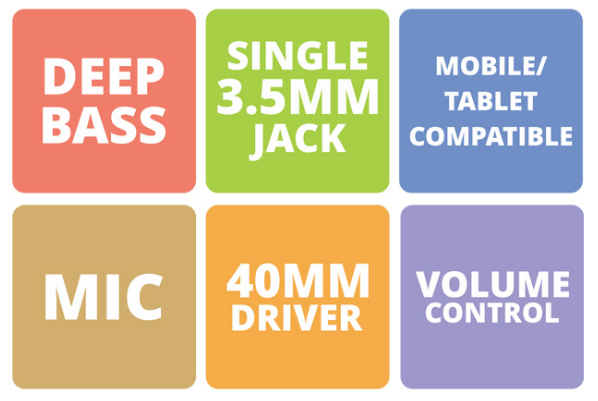 DEEP
BASS
SINGLE
3.5MM
JACK
MOBILE/
TABLET
COMPATIBLE
MIC
40MM
DRIVER
VOLUME
CONTROL